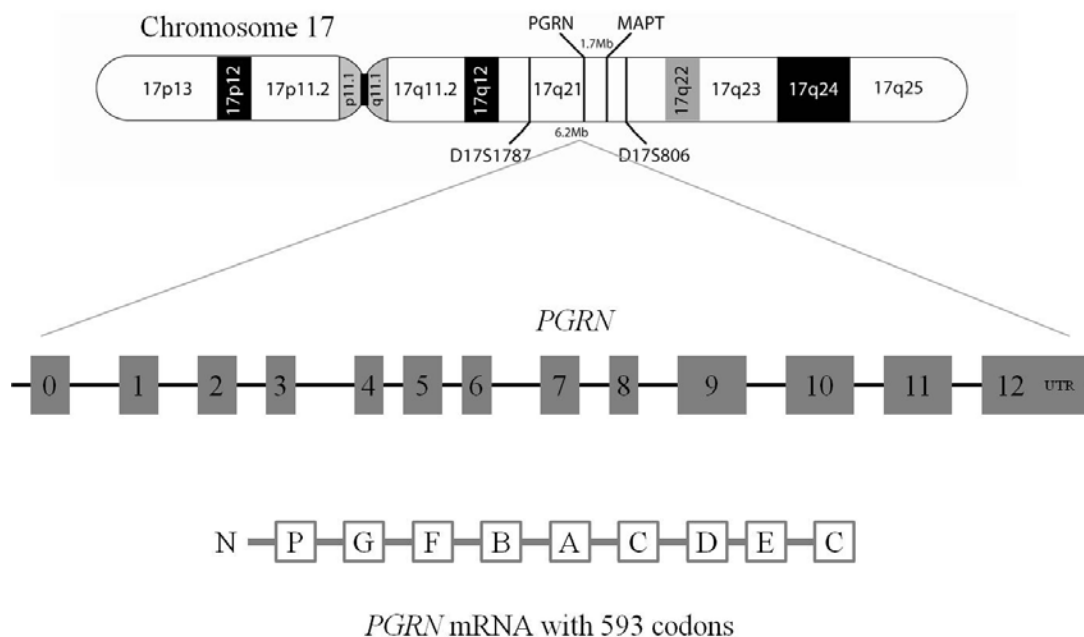 Chromosome 17
PGRN MAPT
1.7Mb
17p13 17p12 17p11.2 p11.1 q11.1 17q11.2 17q12 17q21 17q22 17q23 17q24 17q25
6.2Mb
D17S1787 D17S806
PGRN
0 1 2 3 4 5 6 7 8 9 10 11 12 UTR
N P G F B A C D E C
PGRN mRNA with 593 codons